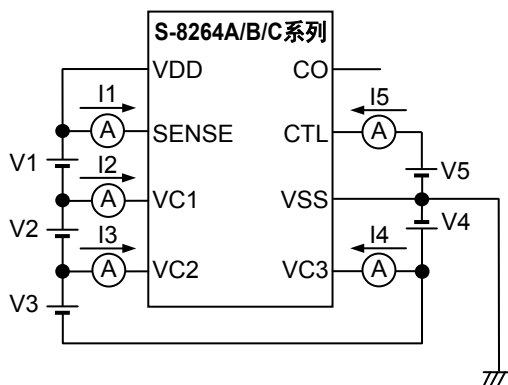 S-8264A/B/C系列
VDD
CO
I1
I5
A
A
SENSE
CTL
V1
I2
V5
A
VC1
VSS
V2
V4
I3
I4
A
A
VC2
VC3
V3